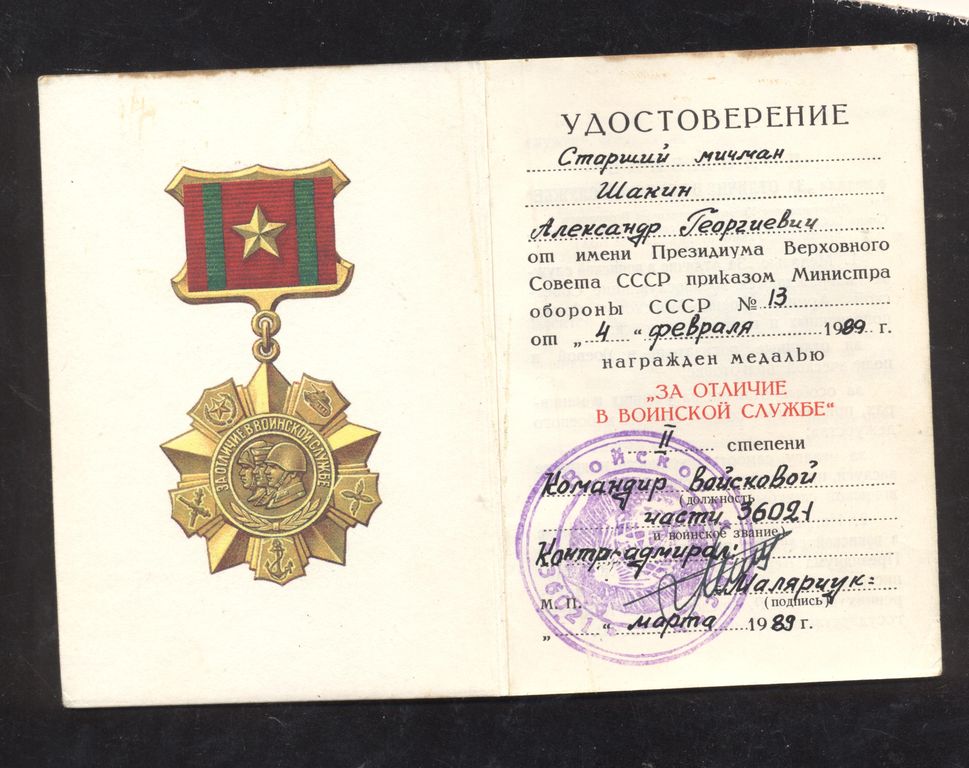 ЗА ОТЛИЧИЕ В ВОИНСКОЙ СЛУЖБЕ
УДОСТОВЕРЕНИЕ
Старший мичман
Шакин
Александр Георгиевич
от имени Президиума Верховного
Совета СССР приказом Министра
обороны СССР № 13
от „ 4 “ февраля 1989 г.
награжден медалью
„ЗА ОТЛИЧИЕ
В ВОИНСКОЙ СЛУЖБЕ“
II степени
Командир войсковой
(должность
части 36021
и воинское звание)
Контр-адмирал:
Малярчук:
М. П. (подпись)
„ “ марта 1989 г.
36021